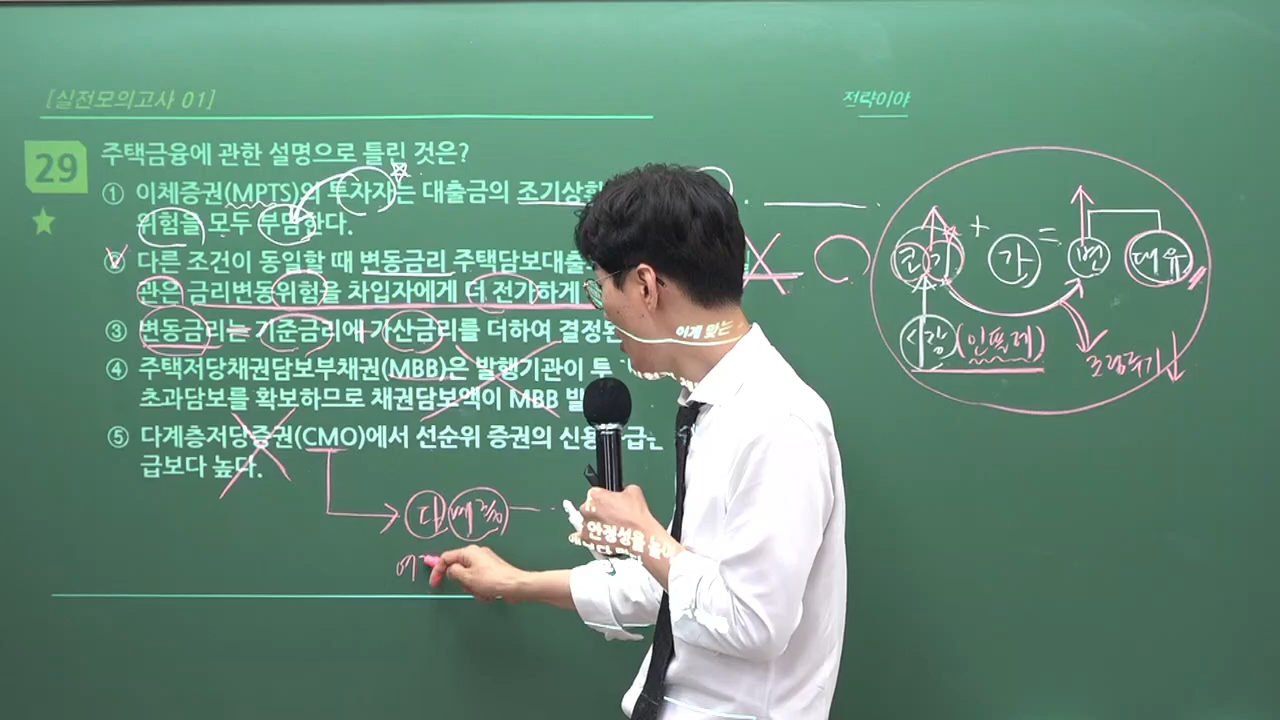 [실전모의고사 01]
전략이야
29 주택금융에 관한 설명으로 틀린 것은?
① 이체증권(MPTS)의 투자자는 대출금의 조기상환
위험을 모두 부담한다.
② 다른 조건이 동일할 때 변동금리 주택담보대출
관은 금리변동위험을 차입자에게 더 전가하게
③ 변동금리는 기준금리에 가산금리를 더하여 결정된
④ 주택저당채권담보부채권(MBB)은 발행기관이 투
초과담보를 확보하므로 채권담보액이 MBB 발
⑤ 다계층저당증권(CMO)에서 선순위 증권의 신용 급은
급보다 높다.
이게 맞는
안정성을 높이
X O
+ 가 = 변
시장 (인플레)
조정주기↓
다